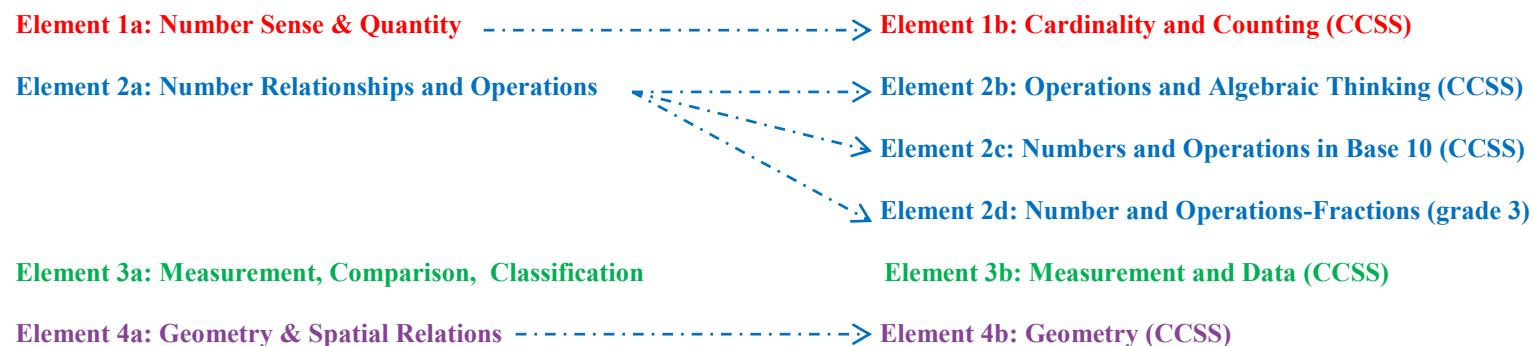 Element 1a: Number Sense & Quantity Element 1b: Cardinality and Counting (CCSS)
Element 2a: Number Relationships and Operations Element 2b: Operations and Algebraic Thinking (CCSS)
Element 2c: Numbers and Operations in Base 10 (CCSS)
Element 2d: Number and Operations-Fractions (grade 3)
Element 3a: Measurement, Comparison, Classification Element 3b: Measurement and Data (CCSS)
Element 4a: Geometry & Spatial Relations Element 4b: Geometry (CCSS)